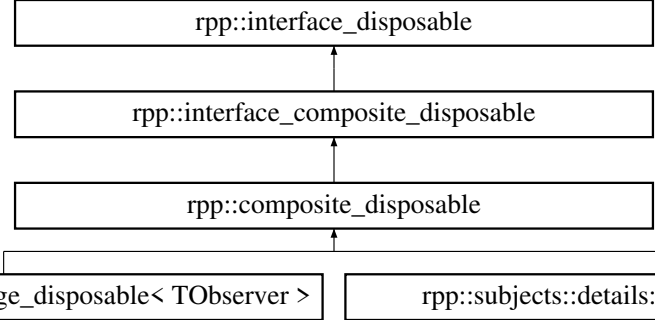 rpp::interface_disposable
rpp::interface_composite_disposable
rpp::composite_disposable
ge_disposable< TObserver > rpp::subjects::details: